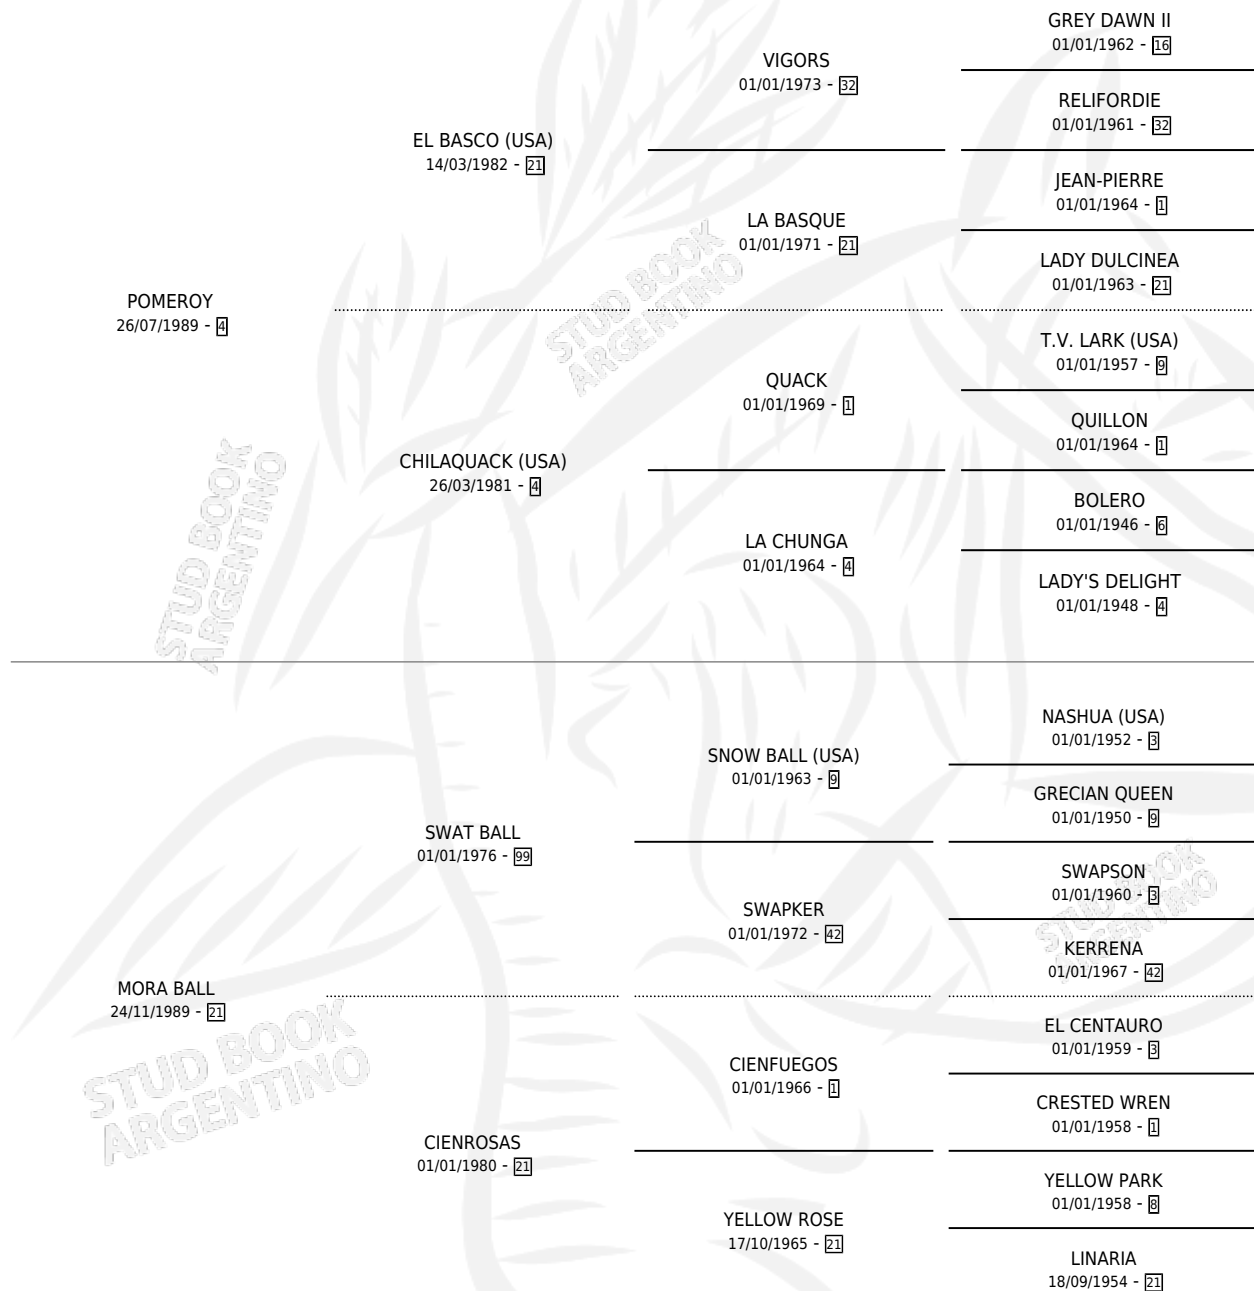 GREY DAWN II
01/01/1962 - 16
VIGORS
01/01/1973 - 32
RELIFORDIE
01/01/1961 - 32
EL BASCO (USA)
14/03/1982 - 21
JEAN-PIERRE
01/01/1964 - 1
LA BASQUE
01/01/1971 - 21
LADY DULCINEA
01/01/1963 - 21
POMEROY
26/07/1989 - 4
STUD BOOK
ARGENTINO
T.V. LARK (USA)
01/01/1957 - 9
QUACK
01/01/1969 - 1
QUILLON
01/01/1964 - 1
CHILAQUACK (USA)
26/03/1981 - 4
BOLERO
01/01/1946 - 6
LA CHUNGA
01/01/1964 - 4
LADY'S DELIGHT
01/01/1948 - 4
STUD BOOK
ARGENTINO
NASHUA (USA)
01/01/1952 - 3
SNOW BALL (USA)
01/01/1963 - 9
GRECIAN QUEEN
01/01/1950 - 9
SWAT BALL
01/01/1976 - 99
SWAPSON
01/01/1960 - 3
SWAPKER
01/01/1972 - 42
KERRENA
01/01/1967 - 42
STUD BOOK
ARGENTINO
MORA BALL
24/11/1989 - 21
EL CENTAURO
01/01/1959 - 3
CIENFUEGOS
01/01/1966 - 1
CRESTED WREN
01/01/1958 - 1
CIENROSAS
01/01/1980 - 21
YELLOW PARK
01/01/1958 - 8
YELLOW ROSE
17/10/1965 - 21
LINARIA
18/09/1954 - 21
STUD BOOK
ARGENTINO